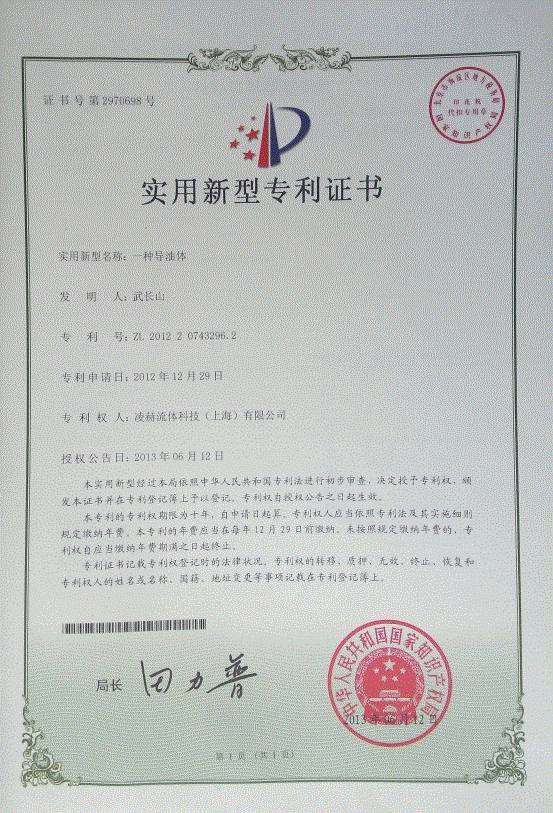 证书号第2970698号
印花税
代扣专用章
国家知识产权局
实用新型专利证书
实用新型名称：一种导油体
发明人：武长山
专利号：ZL 2012 2 0743296.2
专利申请日：2012年12月29日
专利权人：凌赫流体科技（上海）有限公司
授权公告日：2013年06月12日
本实用新型经过本局依照中华人民共和国专利法进行初步审查，决定授予专利权，颁
发本证书并在专利登记簿上予以登记。专利权自授权公告之日起生效。
本专利的专利权期限为十年，自申请日起算。专利权人应当依照专利法及其实施细则
规定缴纳年费。本专利的年费应当在每年12月29日前缴纳。未按照规定缴纳年费的，专
利权自应当缴纳年费期满之日起终止。
专利证书记载专利权登记时的法律状况。专利权的转移、质押、无效、终止、恢复和
专利权人的姓名或名称、国籍、地址变更等事项记载在专利登记簿上。
局长
田力普
中华人民共和国国家知识产权局
2013年06月12日
第1页（共1页）